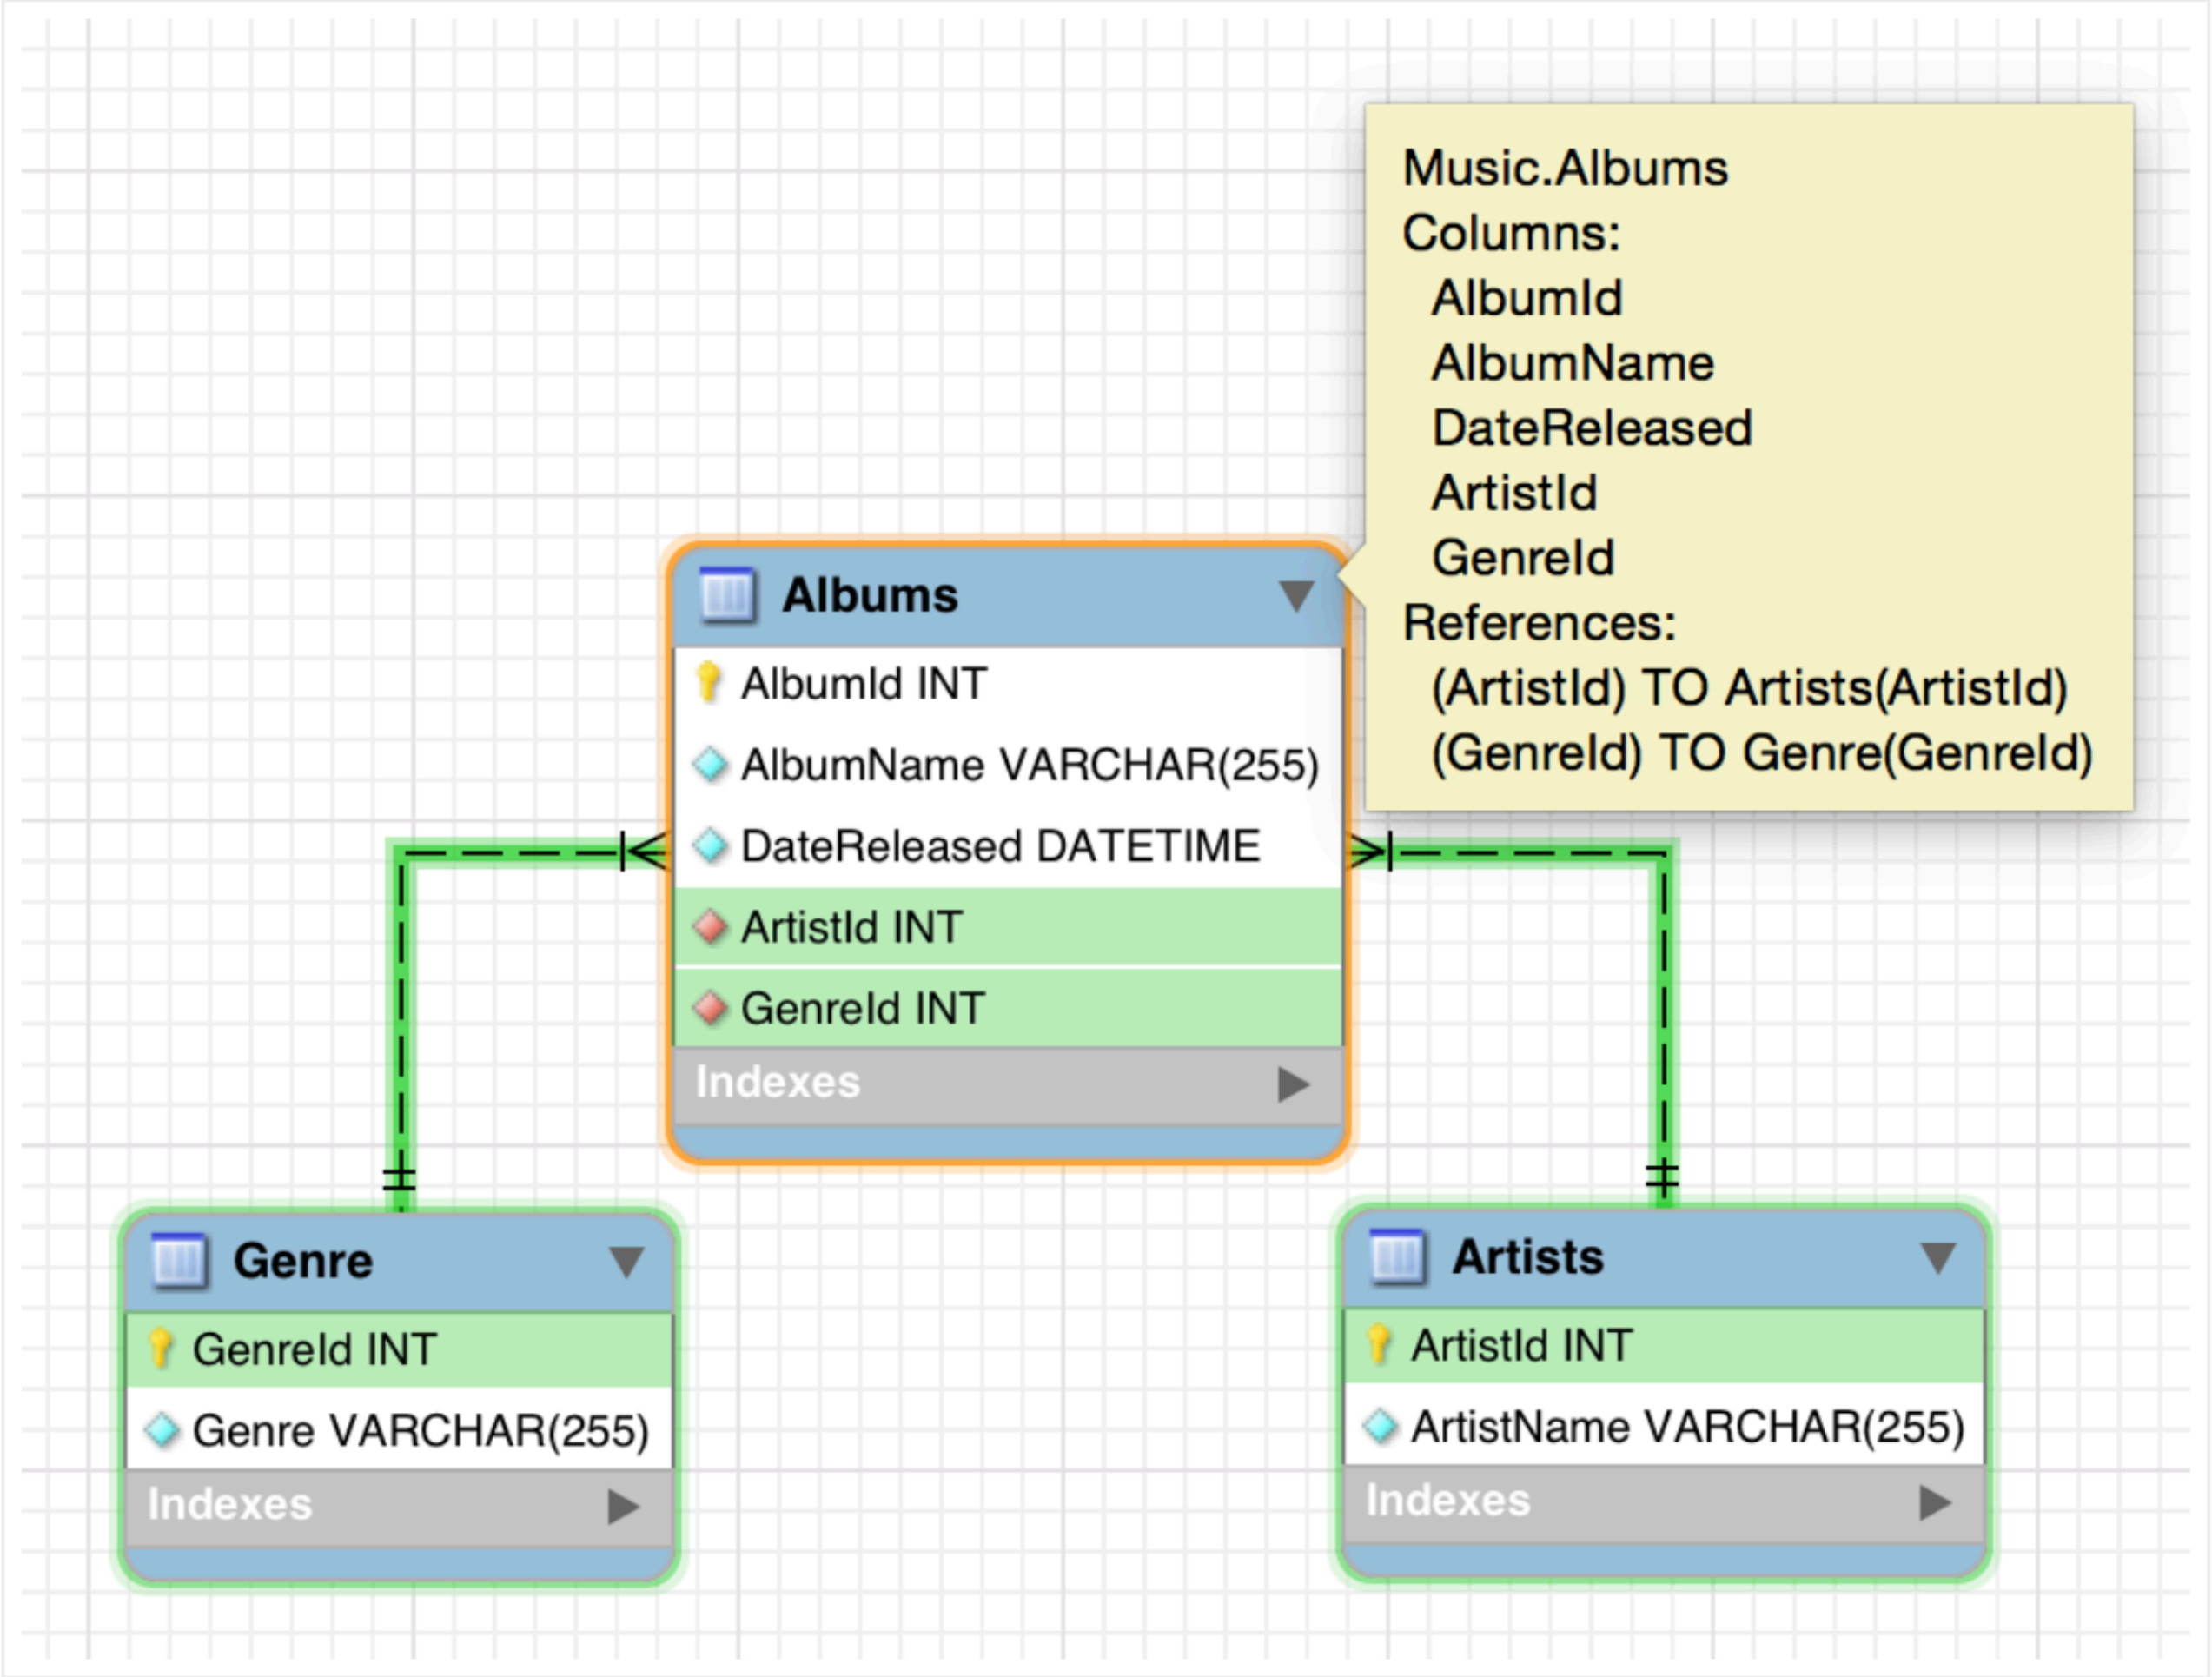 Music.Albums
Columns:
AlbumId
AlbumName
DateReleased
ArtistId
GenreId
References:
(ArtistId) TO Artists(ArtistId)
(GenreId) TO Genre(GenreId)
Albums
AlbumId INT
AlbumName VARCHAR(255)
DateReleased DATETIME
ArtistId INT
GenreId INT
Indexes
Genre
GenreId INT
Genre VARCHAR(255)
Indexes
Artists
ArtistId INT
ArtistName VARCHAR(255)
Indexes